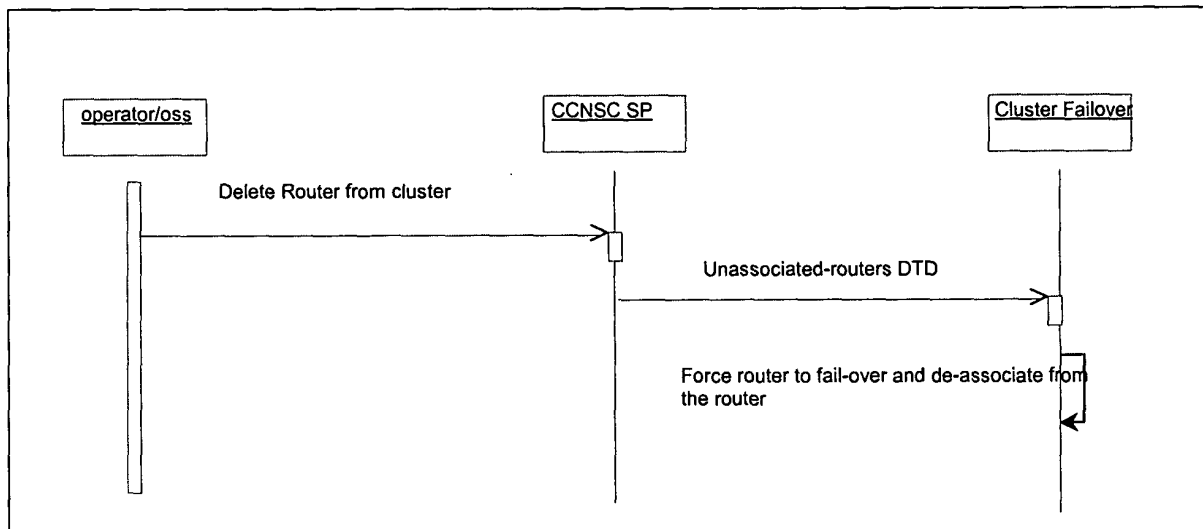 operator/oss
CCNSC SP
Cluster Failover
Delete Router from cluster
Unassociated-routers DTD
Force router to fail-over and de-associate from
the router